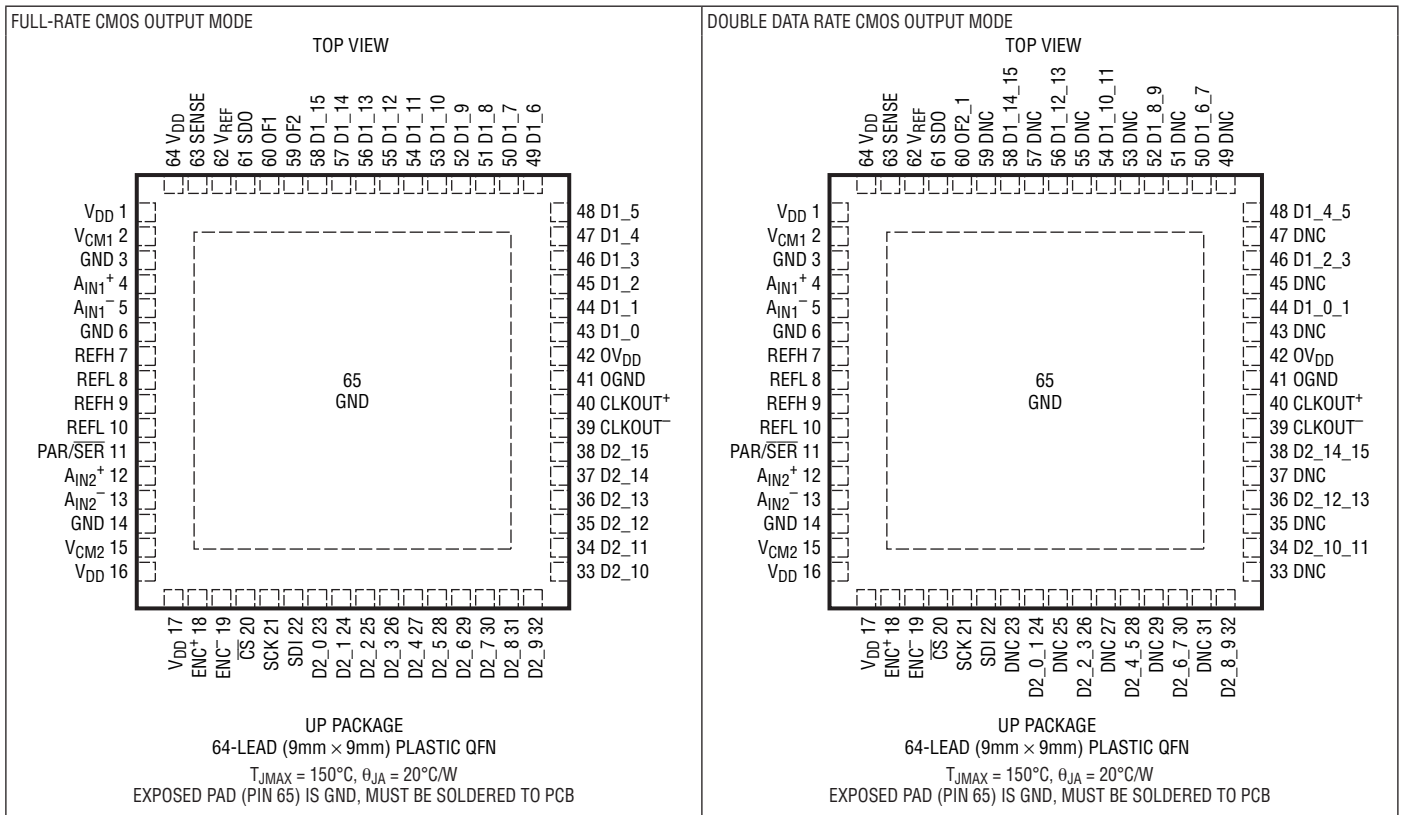 FULL-RATE CMOS OUTPUT MODE
TOP VIEW
64 VDD
63 SENSE
62 VREF
61 SDO
60 OF1
59 OF2
58 D1_15
57 D1_14
56 D1_13
55 D1_12
54 D1_11
53 D1_10
52 D1_9
51 D1_8
50 D1_7
49 D1_6
VDD 1
VCM1 2
GND 3
AIN1+ 4
AIN1– 5
GND 6
REFH 7
REFL 8
REFH 9
REFL 10
PAR/SER 11
AIN2+ 12
AIN2– 13
GND 14
VCM2 15
VDD 16
65
GND
48 D1_5
47 D1_4
46 D1_3
45 D1_2
44 D1_1
43 D1_0
42 OVDD
41 OGND
40 CLKOUT+
39 CLKOUT–
38 D2_15
37 D2_14
36 D2_13
35 D2_12
34 D2_11
33 D2_10
VDD 17
ENC+ 18
ENC– 19
CS 20
SCK 21
SDI 22
D2_0 23
D2_1 24
D2_2 25
D2_3 26
D2_4 27
D2_5 28
D2_6 29
D2_7 30
D2_8 31
D2_9 32
UP PACKAGE
64-LEAD (9mm × 9mm) PLASTIC QFN
TJMAX = 150°C, θJA = 20°C/W
EXPOSED PAD (PIN 65) IS GND, MUST BE SOLDERED TO PCB
DOUBLE DATA RATE CMOS OUTPUT MODE
TOP VIEW
64 VDD
63 SENSE
62 VREF
61 SDO
60 OF2_1
59 DNC
58 D1_14_15
57 DNC
56 D1_12_13
55 DNC
54 D1_10_11
53 DNC
52 D1_8_9
51 DNC
50 D1_6_7
49 DNC
VDD 1
VCM1 2
GND 3
AIN1+ 4
AIN1– 5
GND 6
REFH 7
REFL 8
REFH 9
REFL 10
PAR/SER 11
AIN2+ 12
AIN2– 13
GND 14
VCM2 15
VDD 16
65
GND
48 D1_4_5
47 DNC
46 D1_2_3
45 DNC
44 D1_0_1
43 DNC
42 OVDD
41 OGND
40 CLKOUT+
39 CLKOUT–
38 D2_14_15
37 DNC
36 D2_12_13
35 DNC
34 D2_10_11
33 DNC
VDD 17
ENC+ 18
ENC– 19
CS 20
SCK 21
SDI 22
DNC 23
D2_0_1 24
DNC 25
D2_2_3 26
DNC 27
D2_4_5 28
DNC 29
D2_6_7 30
DNC 31
D2_8_9 32
UP PACKAGE
64-LEAD (9mm × 9mm) PLASTIC QFN
TJMAX = 150°C, θJA = 20°C/W
EXPOSED PAD (PIN 65) IS GND, MUST BE SOLDERED TO PCB